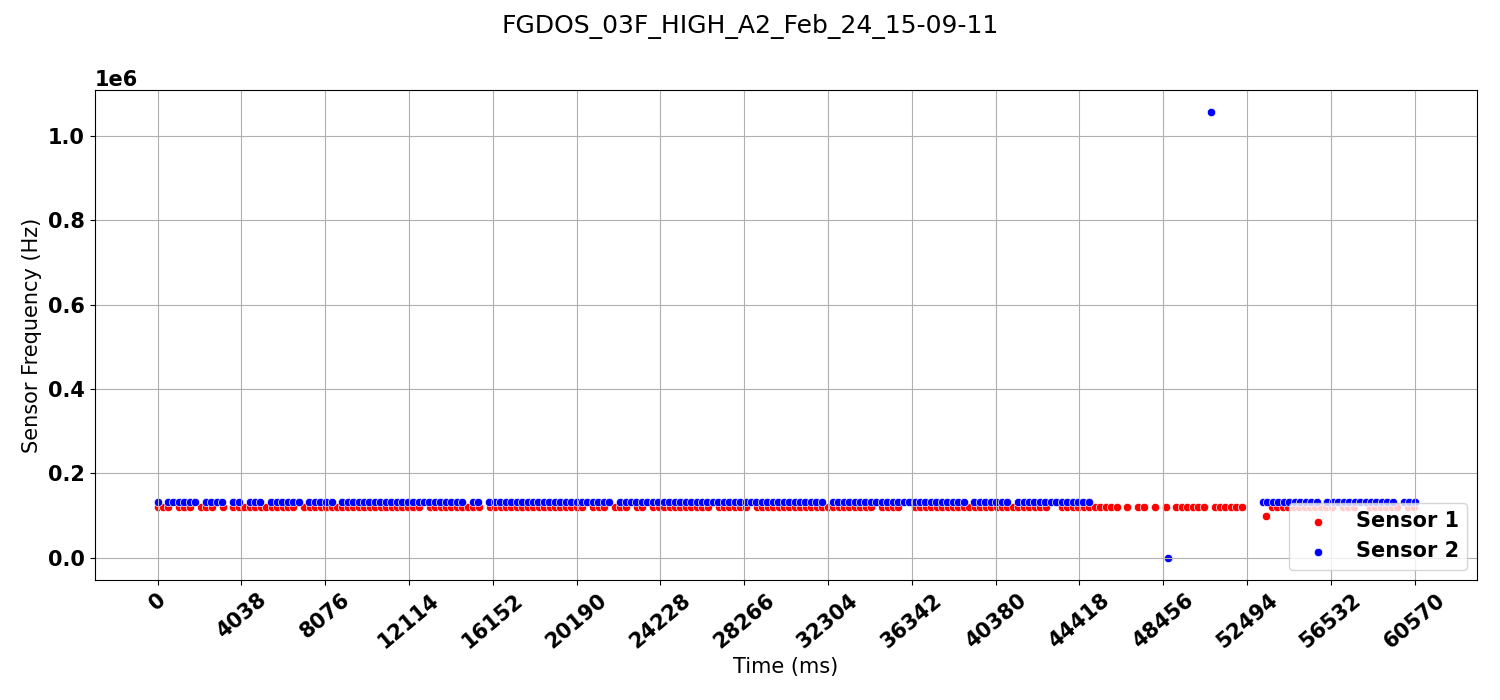 FGDOS_03F_HIGH_A2_Feb_24_15-09-11
1e6
1.0
0.8
0.6
0.4
0.2
0.0
Sensor Frequency (Hz)
Sensor 1
Sensor 2
0 4038 8076 12114 16152 20190 24228 28266 32304 36342 40380 44418 48456 52494 56532 60570
Time (ms)